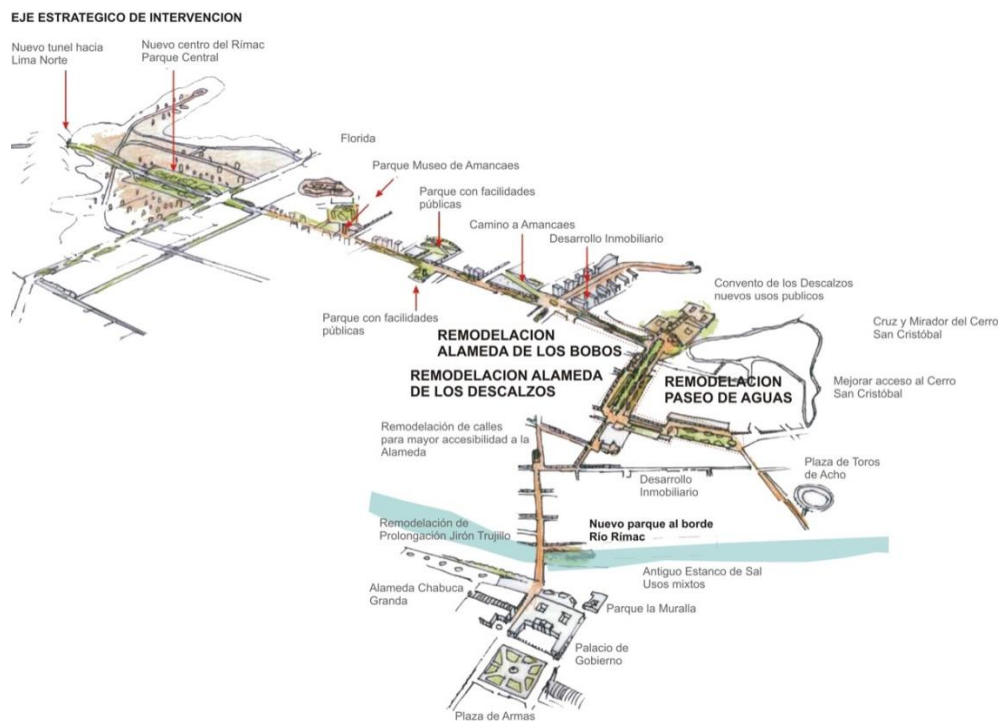 EJE ESTRATEGICO DE INTERVENCION
Nuevo tunel hacia
Lima Norte
Nuevo centro del Rímac
Parque Central
Florida
Parque Museo de Amancaes
Parque con facilidades
públicas
Camino a Amancaes
Desarrollo Inmobiliario
Convento de los Descalzos
nuevos usos publicos
Parque con facilidades
públicas
Cruz y Mirador del Cerro
San Cristóbal
REMODELACION
ALAMEDA DE LOS BOBOS
REMODELACION ALAMEDA
DE LOS DESCALZOS
REMODELACION
PASEO DE AGUAS
Mejorar acceso al Cerro
San Cristóbal
Remodelación de calles
para mayor accesibilidad a la
Alameda
Plaza de Toros
de Acho
Desarrollo
Inmobiliario
Remodelación de
Prolongación Jirón Trujillo
Nuevo parque al borde
Río Rímac
Antiguo Estanco de Sal
Usos mixtos
Alameda Chabuca
Granda
Parque la Muralla
Palacio de
Gobierno
Plaza de Armas